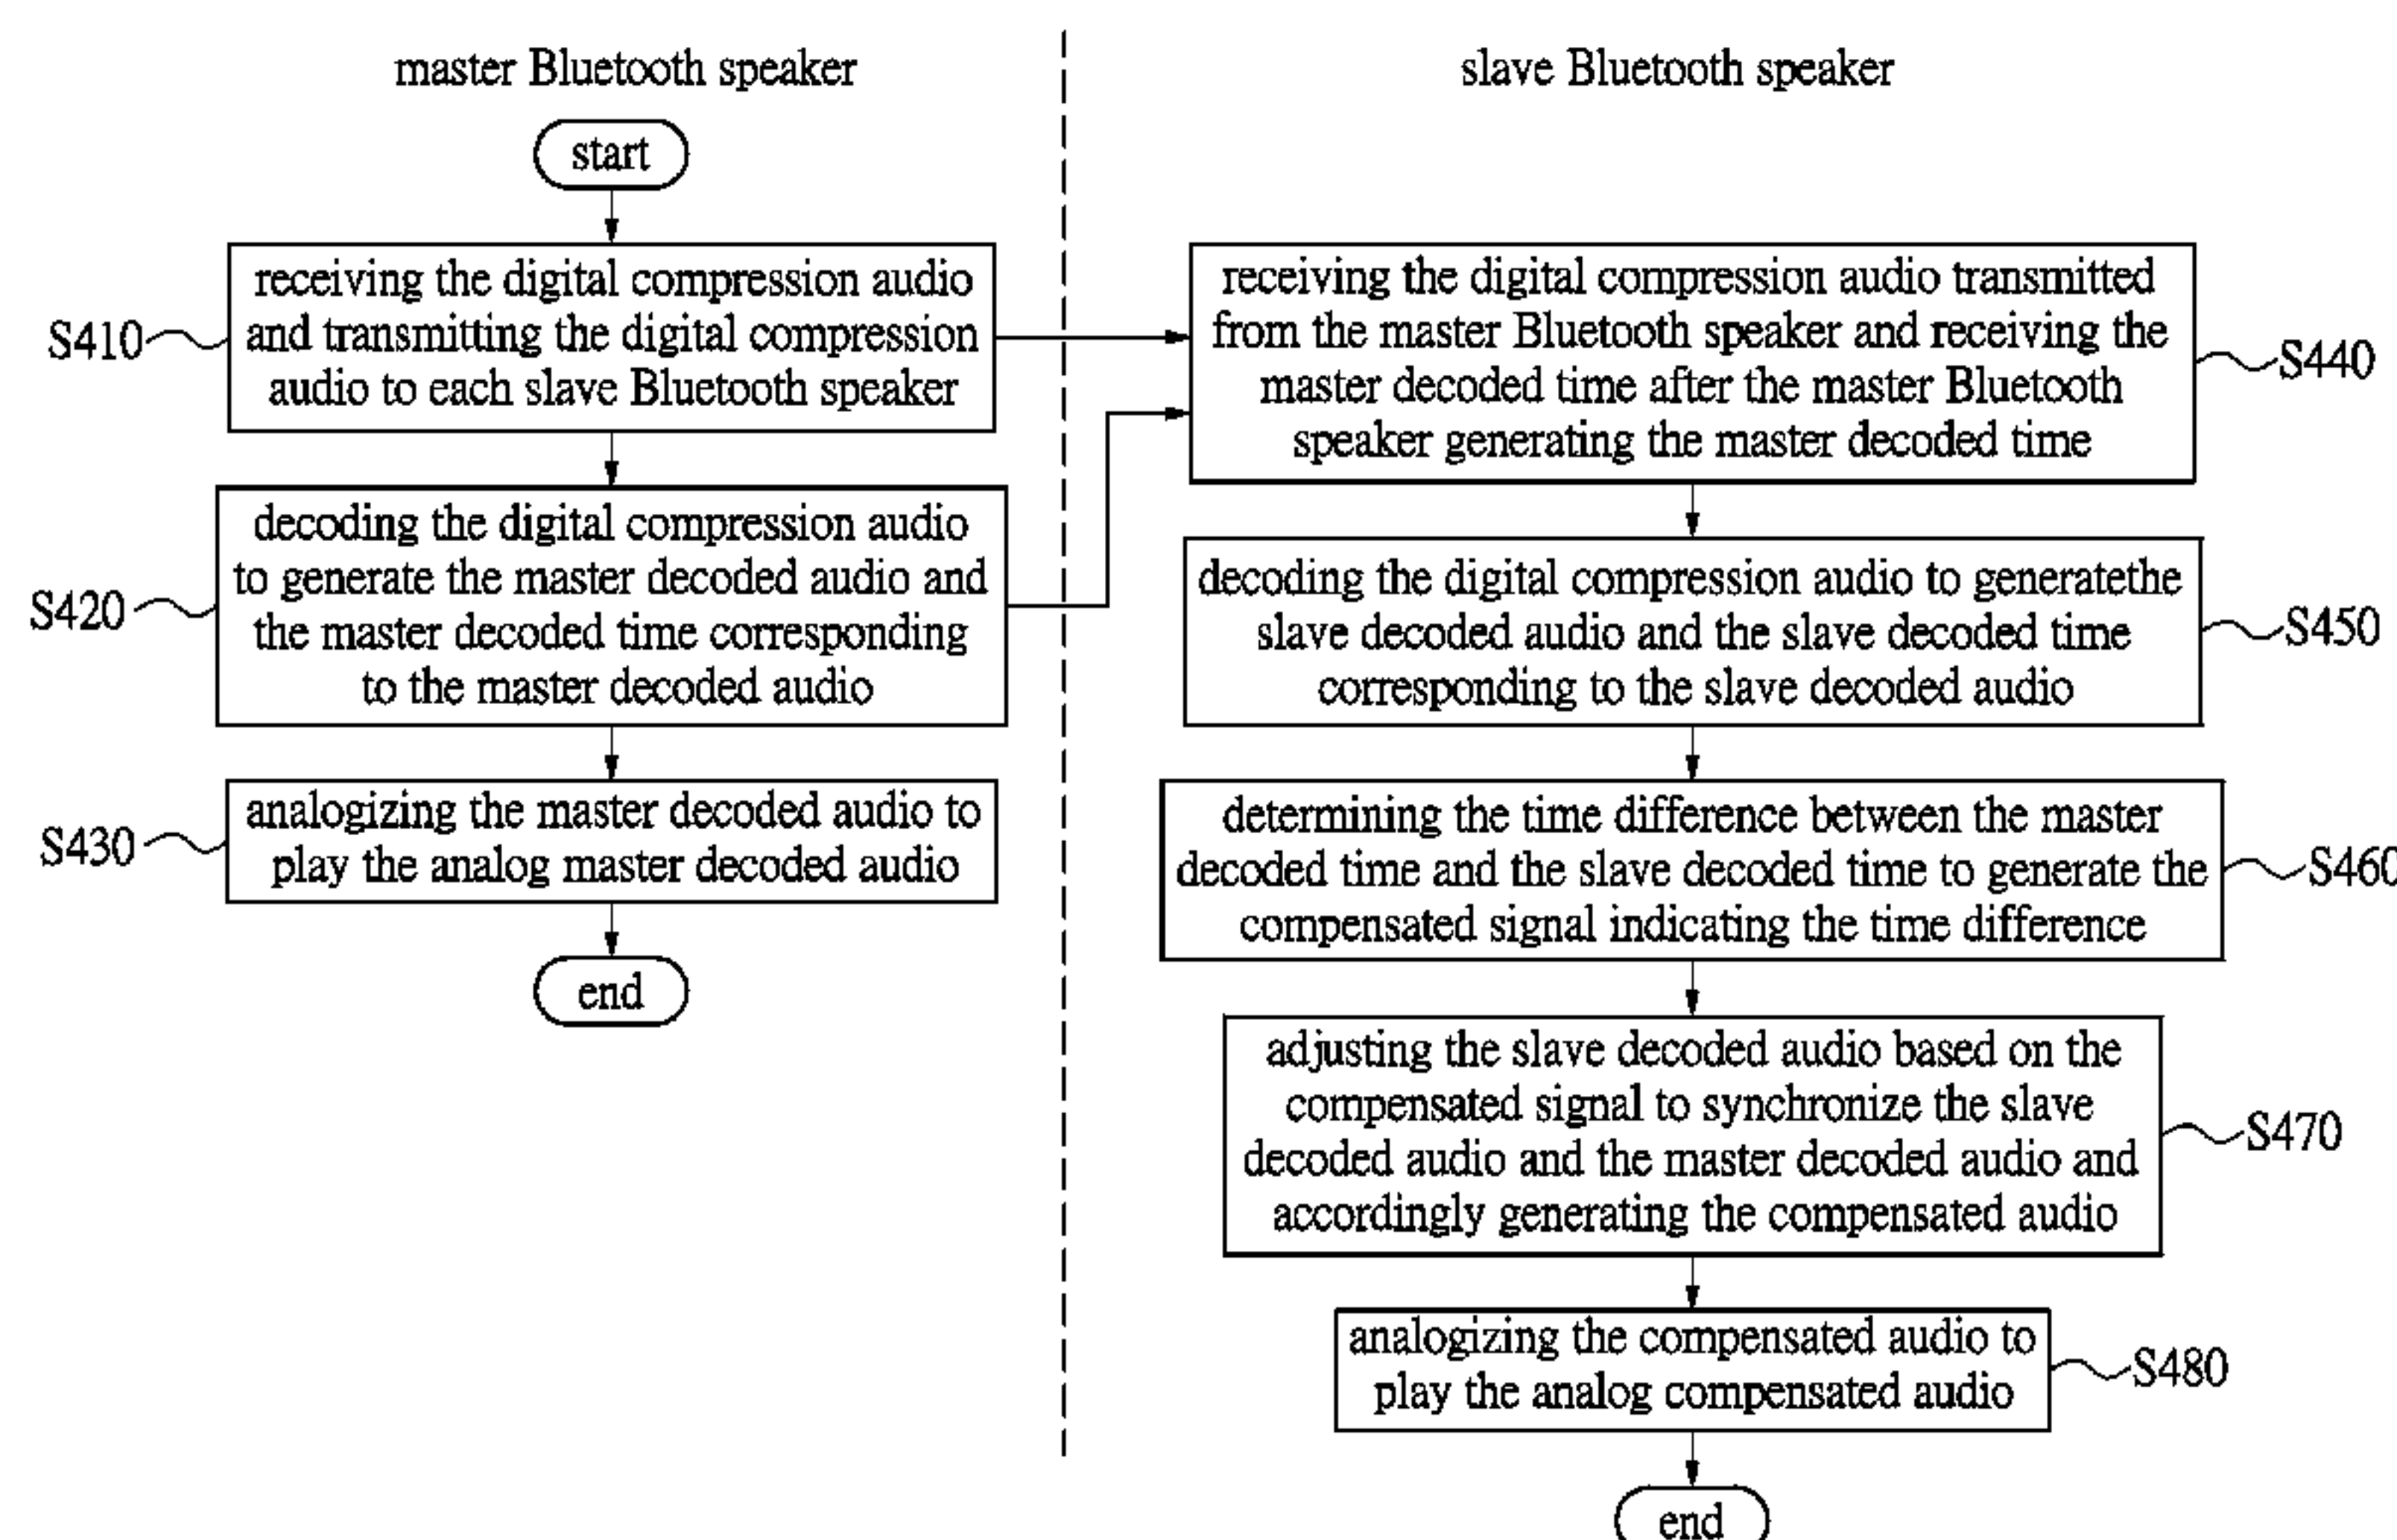 master Bluetooth speaker
start
S410
receiving the digital compression audio
and transmitting the digital compression
audio to each slave Bluetooth speaker
S420
decoding the digital compression audio
to generate the master decoded audio and
the master decoded time corresponding
to the master decoded audio
S430
analogizing the master decoded audio to
play the analog master decoded audio
end
slave Bluetooth speaker
receiving the digital compression audio transmitted
from the master Bluetooth speaker and receiving the
master decoded time after the master Bluetooth
speaker generating the master decoded time
S440
decoding the digital compression audio to generatethe
slave decoded audio and the slave decoded time
corresponding to the slave decoded audio
S450
determining the time difference between the master
decoded time and the slave decoded time to generate the
compensated signal indicating the time difference
S460
adjusting the slave decoded audio based on the
compensated signal to synchronize the slave
decoded audio and the master decoded audio and
accordingly generating the compensated audio
S470
analogizing the compensated audio to
play the analog compensated audio
S480
end